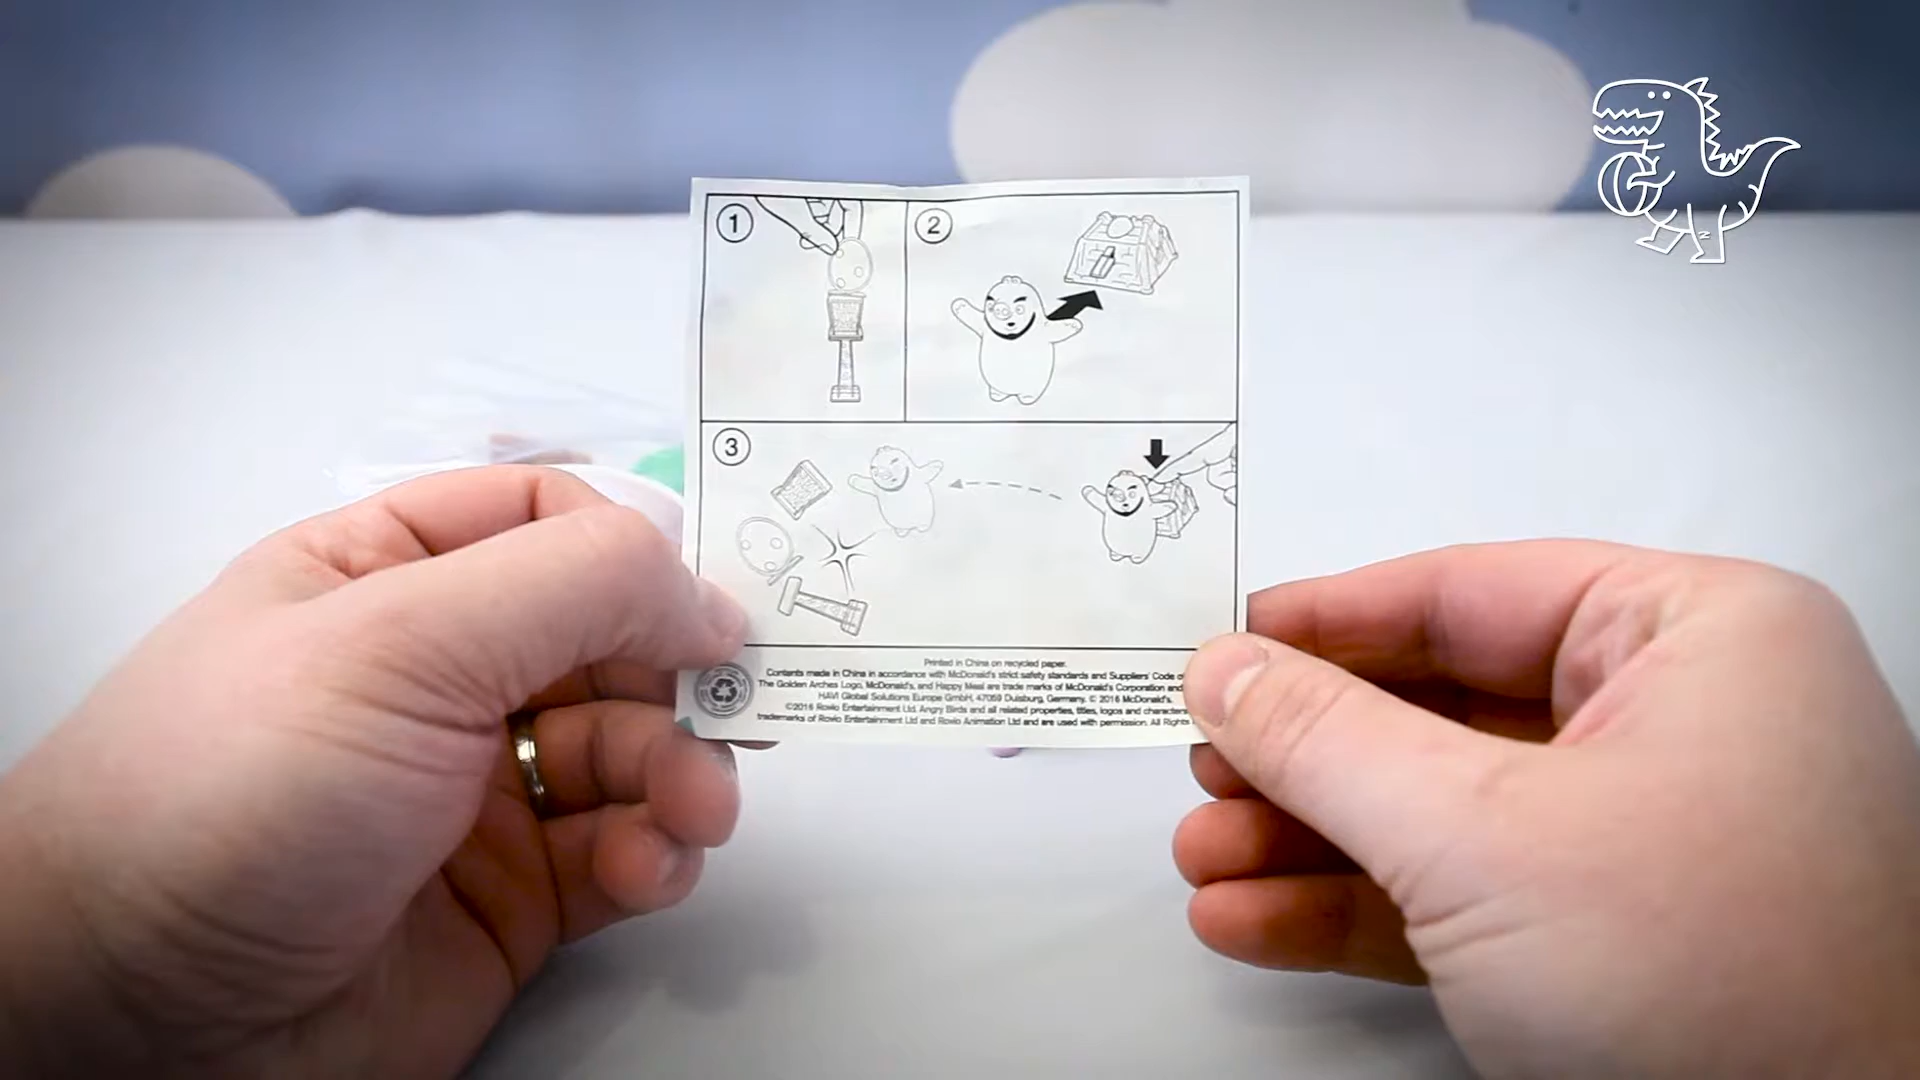 1
2
3
Printed in China on recycled paper.
Contents made in China in accordance with McDonald's strict safety standards and Suppliers' Code
The Golden Arches Logo, McDonald's, and Happy Meal are trade marks of McDonald's Corporation and
HAVI Global Solutions Europe GmbH, 47059 Duisburg, Germany. © 2016 McDonald's.
©2016 Rovio Entertainment Ltd. Angry Birds and all related properties, titles, logos and characters
trademarks of Rovio Entertainment Ltd and Rovio Animation Ltd and are used with permission. All Rights